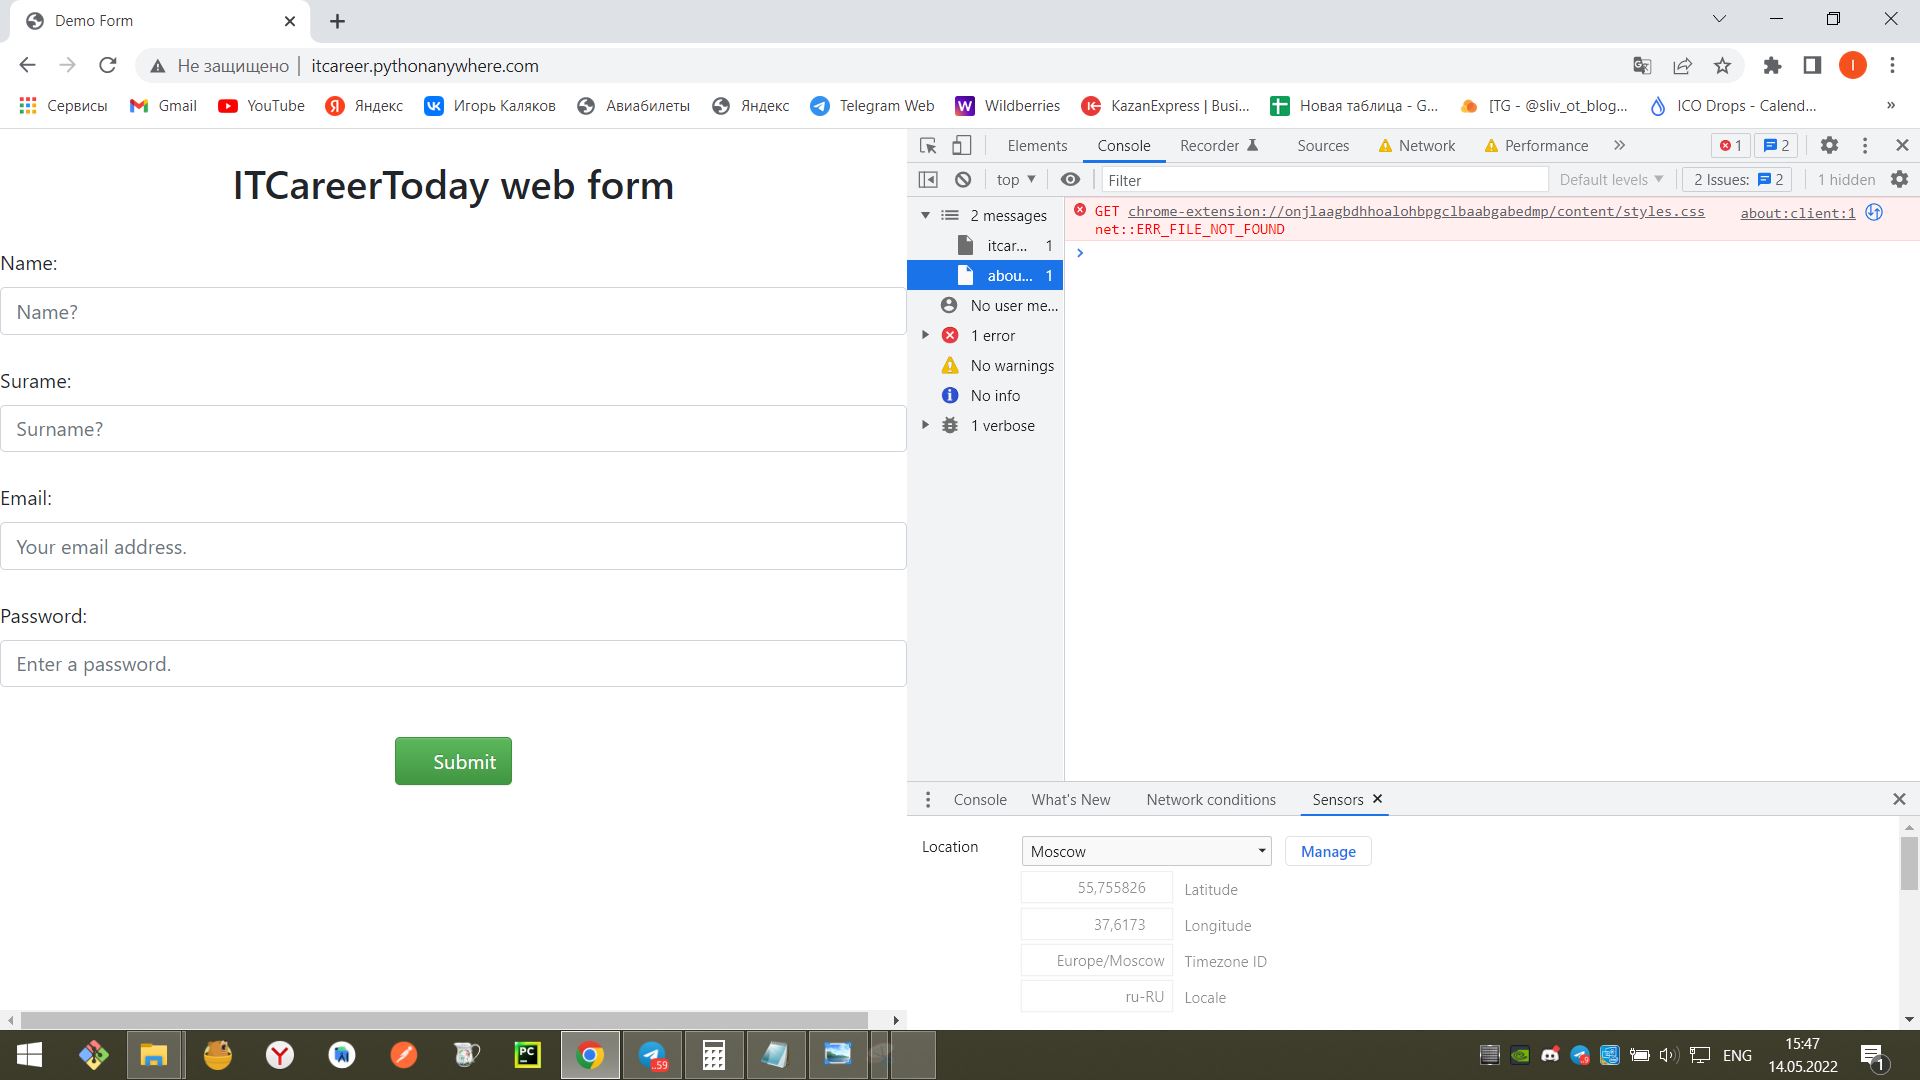 Demo Form
Не защищено
itcareer.pythonanywhere.com
Сервисы
Gmail
YouTube
Яндекс
Игорь Каляков
Авиабилеты
Яндекс
Telegram Web
Wildberries
KazanExpress | Busi...
Новая таблица - G...
[TG - @sliv_ot_blog...
ICO Drops - Calend...
»
ITCareerToday web form
Name:
Name?
Surame:
Surname?
Email:
Your email address.
Password:
Enter a password.
Submit
Elements
Console
Recorder
Sources
Network
Performance
»
1
2
top
Filter
Default levels
2 Issues:
2
1 hidden
2 messages
itcar...
1
abou...
1
No user me...
1 error
No warnings
No info
1 verbose
GET chrome-extension://onjlaagbdhhoalohbpgclbaabgabedmp/content/styles.css
about:client:1
net::ERR_FILE_NOT_FOUND
Console
What's New
Network conditions
Sensors
Location
Moscow
Manage
55,755826
Latitude
37,6173
Longitude
Europe/Moscow
Timezone ID
ru-RU
Locale
PC
..59
ENG
15:47
14.05.2022
1